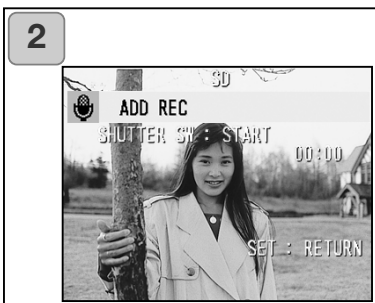 2
SD
ADD REC
SHUTTER SW : START
00:00
SET : RETURN